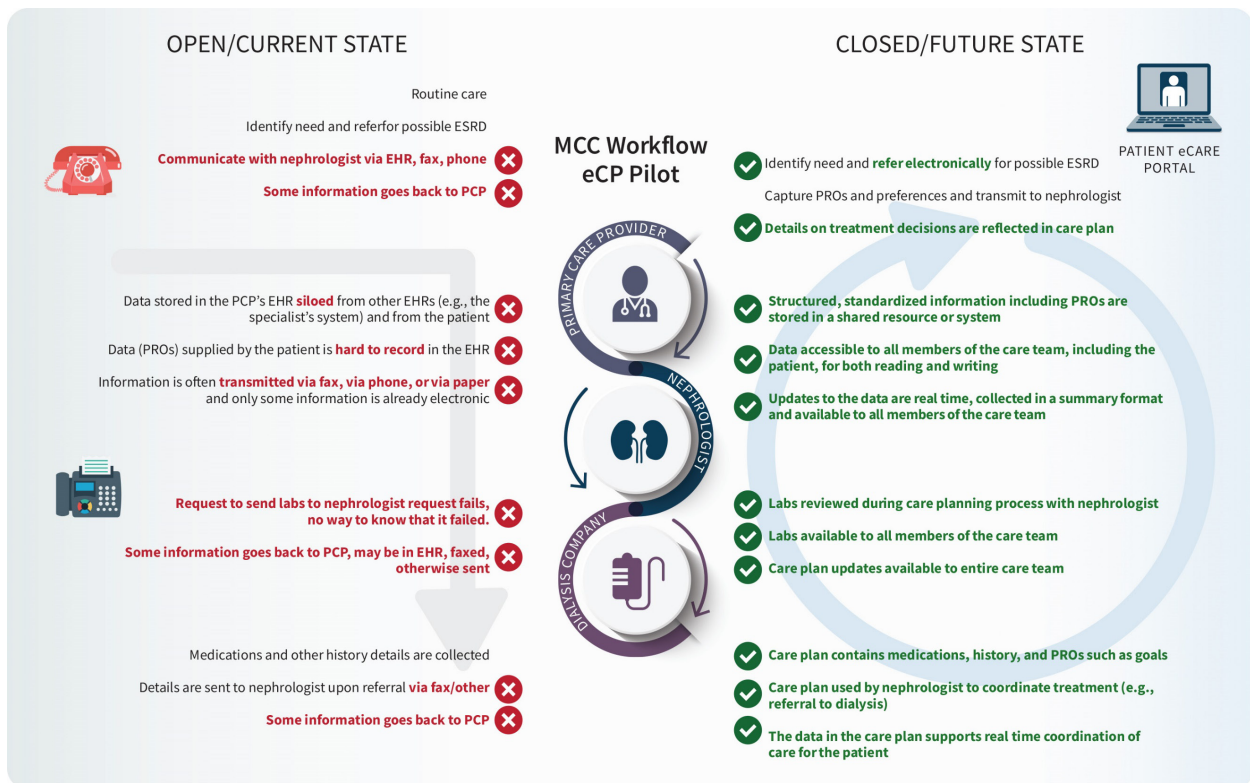 OPEN/CURRENT STATE
Routine care
Identify need and referfor possible ESRD
Communicate with nephrologist via EHR, fax, phone
Some information goes back to PCP
Data stored in the PCP's EHR siloed from other EHRs (e.g., the
specialist's system) and from the patient
Data (PROs) supplied by the patient is hard to record in the EHR
Information is often transmitted via fax, via phone, or via paper
and only some information is already electronic
Request to send labs to nephrologist request fails,
no way to know that it failed.
Some information goes back to PCP, may be in EHR, faxed,
otherwise sent
Medications and other history details are collected
Details are sent to nephrologist upon referral via fax/other
Some information goes back to PCP
MCC Workflow
eCP Pilot
PRIMARY CARE PROVIDER
NEPHROLOGIST
DIALYSIS COMPANY
CLOSED/FUTURE STATE
PATIENT eCARE
PORTAL
Identify need and refer electronically for possible ESRD
Capture PROs and preferences and transmit to nephrologist
Details on treatment decisions are reflected in care plan
Structured, standardized information including PROs are
stored in a shared resource or system
Data accessible to all members of the care team, including the
patient, for both reading and writing
Updates to the data are real time, collected in a summary format
and available to all members of the care team
Labs reviewed during care planning process with nephrologist
Labs available to all members of the care team
Care plan updates available to entire care team
Care plan contains medications, history, and PROs such as goals
Care plan used by nephrologist to coordinate treatment (e.g.,
referral to dialysis)
The data in the care plan supports real time coordination of
care for the patient